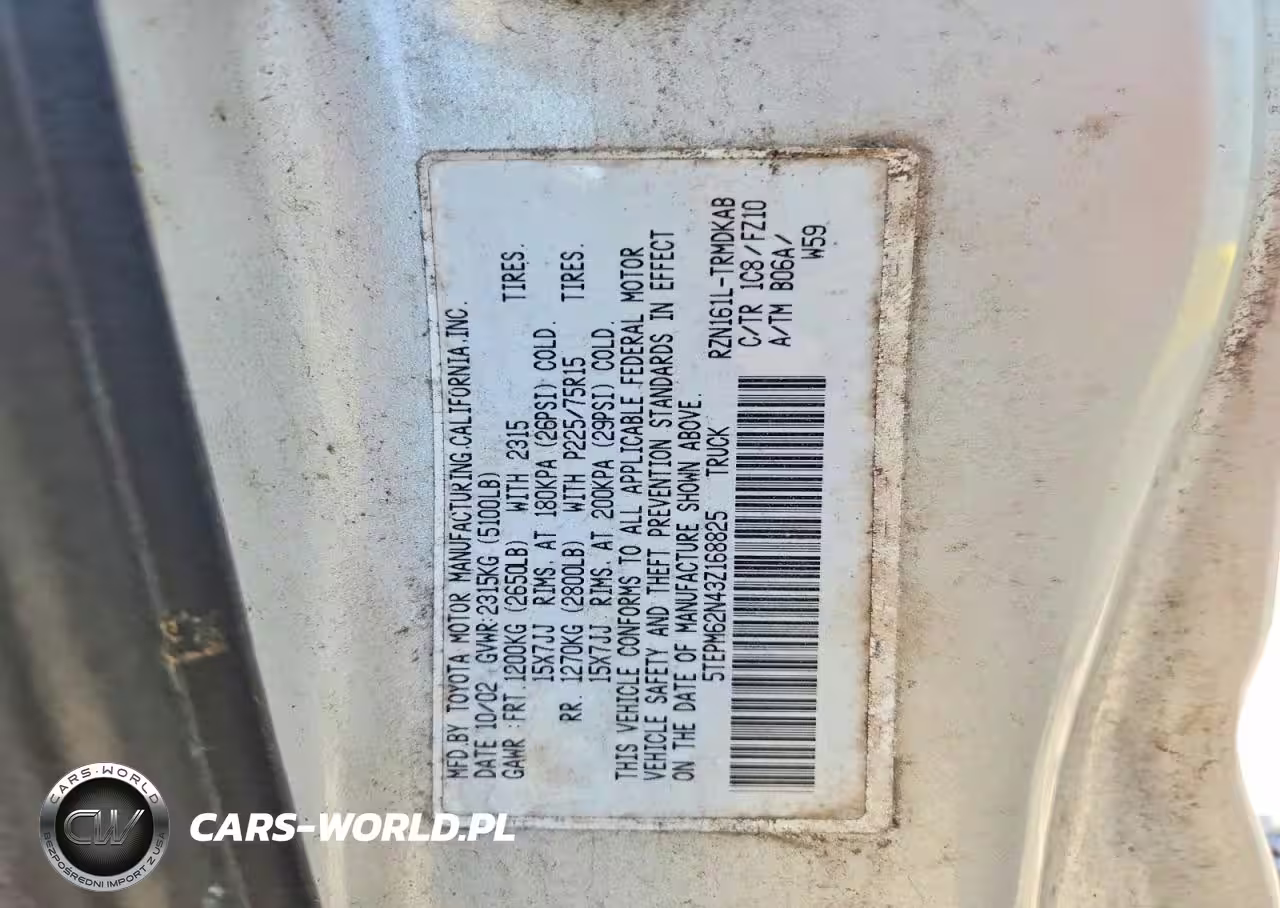 MFD.BY TOYOTA MOTOR MANUFACTURING.CALIFORNIA.INC.
DATE 10/02 GVWR:2315KG (5100LB)
GAWR :FRT.1200KG (2650LB) WITH 2315 TIRES.
15X7JJ RIMS.AT 180KPA (26PSI) COLD.
RR. 1270KG (2800LB) WITH P225/75R15 TIRES.
15X7JJ RIMS.AT 200KPA (29PSI) COLD.
THIS VEHICLE CONFORMS TO ALL APPLICABLE FEDERAL MOTOR
VEHICLE SAFETY AND THEFT PREVENTION STANDARDS IN EFFECT
ON THE DATE OF MANUFACTURE SHOWN ABOVE.
5TEPM62N43Z168825 TRUCK
RZN161L-TRMDKAB
C/TR 1C8/FZ10
A/TM B06A/
W59
CARS-WORLD
CW
BEZPOŚREDNI IMPORT Z USA
CARS-WORLD.PL